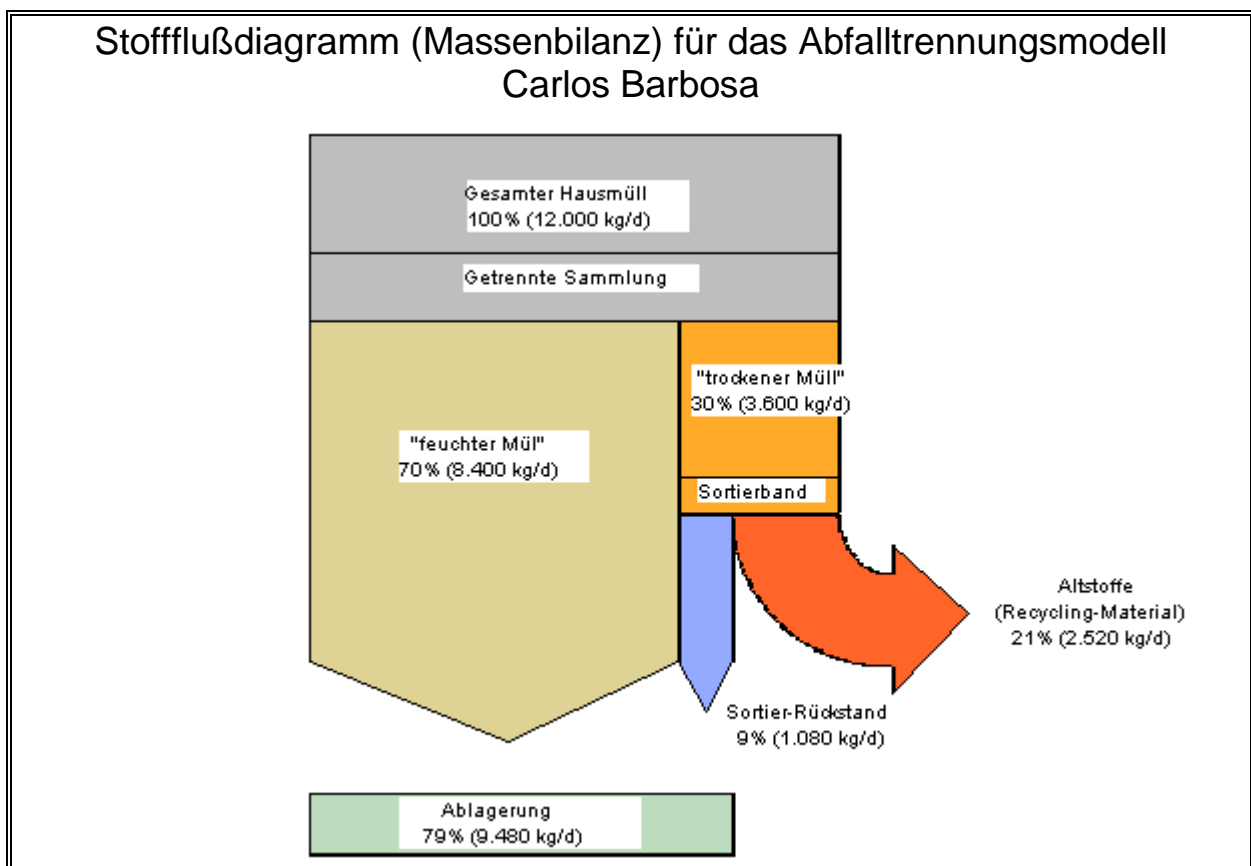 Stoffflußdiagramm (Massenbilanz) für das Abfalltrennungsmodell
Carlos Barbosa
Gesamter Hausmüll
100% (12.000 kg/d)
Getrennte Sammlung
"trockener Müll"
30% (3.600 kg/d)
"feuchter Mül"
70% (8.400 kg/d)
Sortierband
Altstoffe
(Recycling-Material)
21% (2.520 kg/d)
Sortier-Rückstand
9% (1.080 kg/d)
Ablagerung
79% (9.480 kg/d)